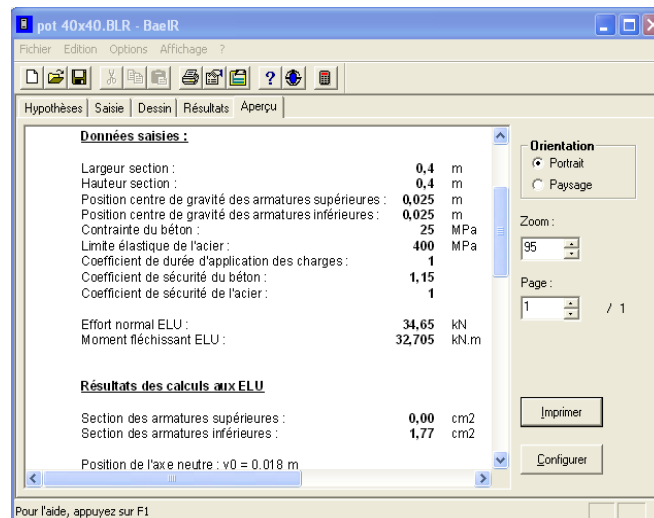 pot 40x40.BLR - BaelR
Fichier Edition Options Affichage ?
Hypothèses Saisie Dessin Résultats Aperçu
Données saisies :
Largeur section : 0,4 m
Hauteur section : 0,4 m
Position centre de gravité des armatures supérieures : 0,025 m
Position centre de gravité des armatures inférieures : 0,025 m
Contrainte du béton : 25 MPa
Limite élastique de l'acier : 400 MPa
Coefficient de durée d'application des charges : 1
Coefficient de sécurité du béton : 1,15
Coefficient de sécurité de l'acier : 1
Effort normal ELU : 34,65 kN
Moment fléchissant ELU : 32,705 kN.m
Résultats des calculs aux ELU
Section des armatures supérieures : 0,00 cm2
Section des armatures inférieures : 1,77 cm2
Position de l'axe neutre : y0 = 0.018 m
Orientation
Portrait
Paysage
Zoom :
95
Page :
1 / 1
Imprimer
Configurer
Pour l'aide, appuyez sur F1